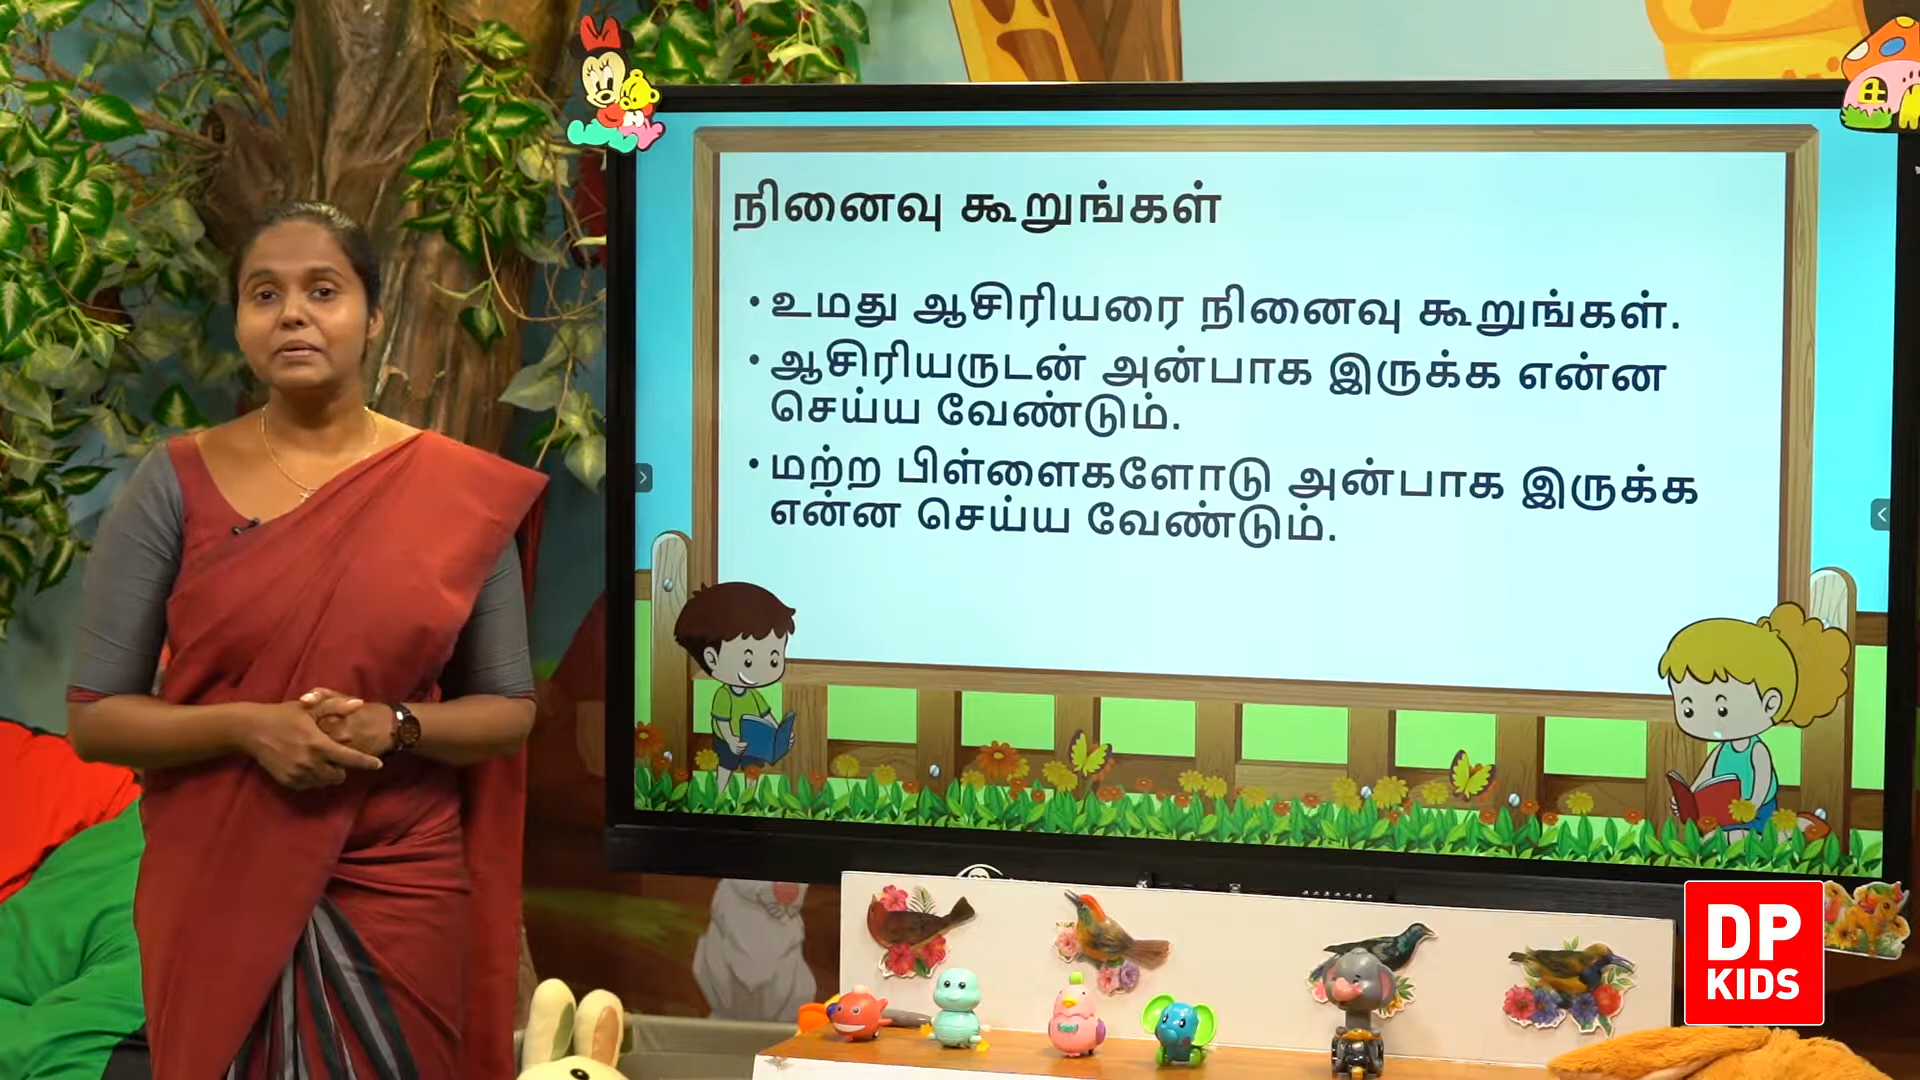 நினைவு கூறுங்கள்
• உமது ஆசிரியரை நினைவு கூறுங்கள்.
• ஆசிரியருடன் அன்பாக இருக்க என்ன
செய்ய வேண்டும்.
• மற்ற பிள்ளைகளோடு அன்பாக இருக்க
என்ன செய்ய வேண்டும்.
DP
KIDS